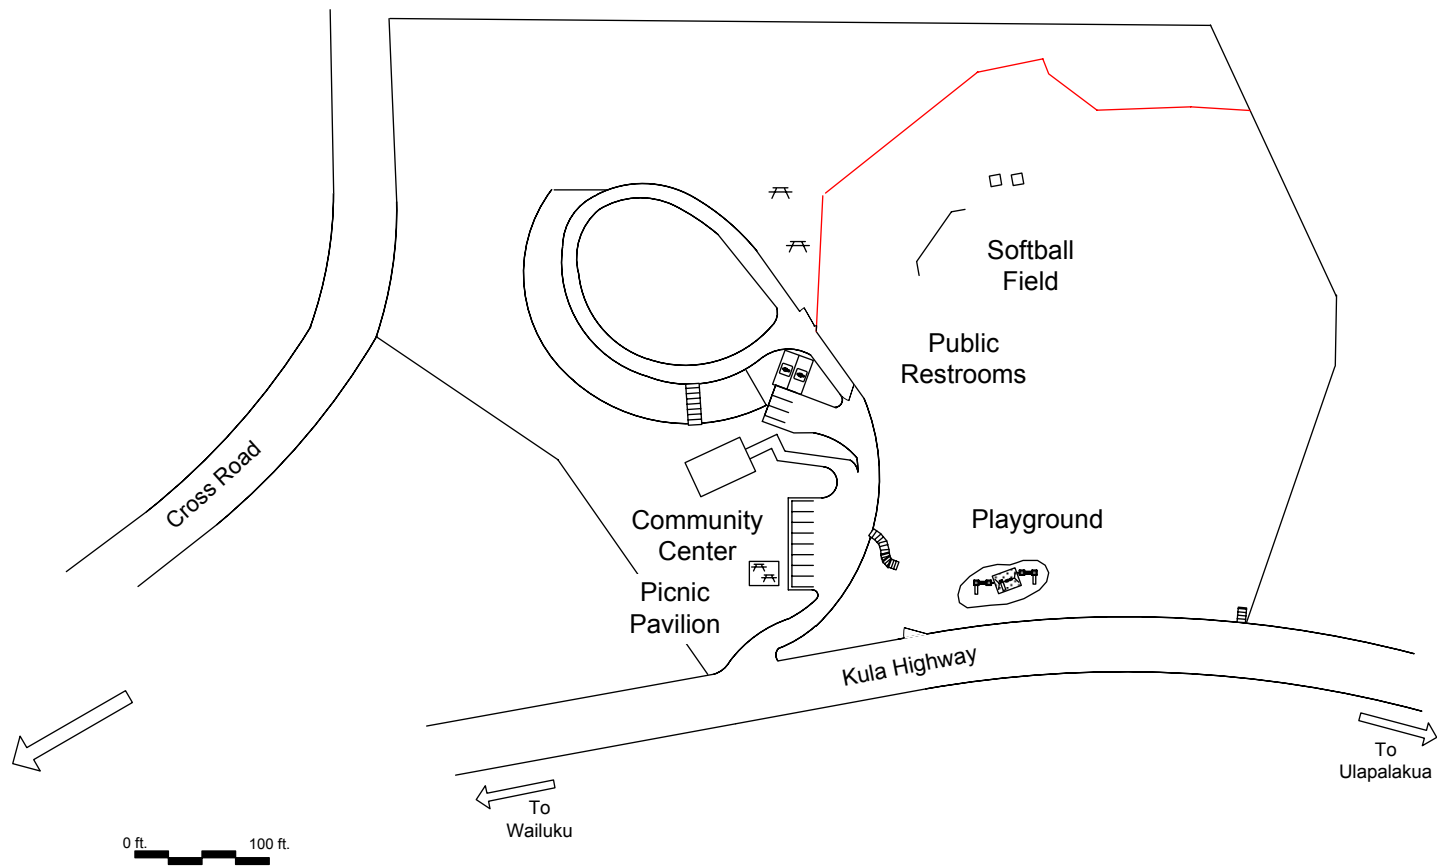 Softball
Field
Public
Restrooms
Cross Road
Community
Center
Playground
Picnic
Pavilion
Kula Highway
To
Ulapalakua
To
Wailuku
0 ft.
100 ft.